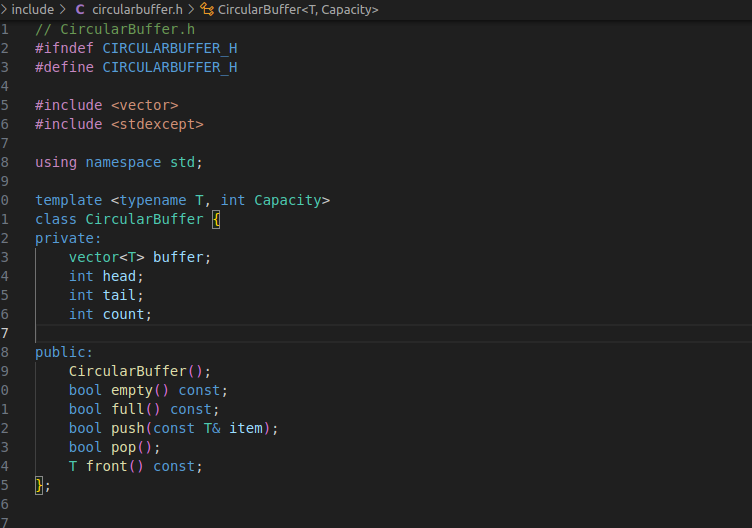 include > C circularbuffer.h > CircularBuffer<T, Capacity>
1 // CircularBuffer.h
2 #ifndef CIRCULARBUFFER_H
3 #define CIRCULARBUFFER_H
4
5 #include <vector>
6 #include <stdexcept>
7
8 using namespace std;
9
0 template <typename T, int Capacity>
1 class CircularBuffer {
2 private:
3     vector<T> buffer;
4     int head;
5     int tail;
6     int count;
7
8 public:
9     CircularBuffer();
0     bool empty() const;
1     bool full() const;
2     bool push(const T& item);
3     bool pop();
4     T front() const;
5 };
6
7